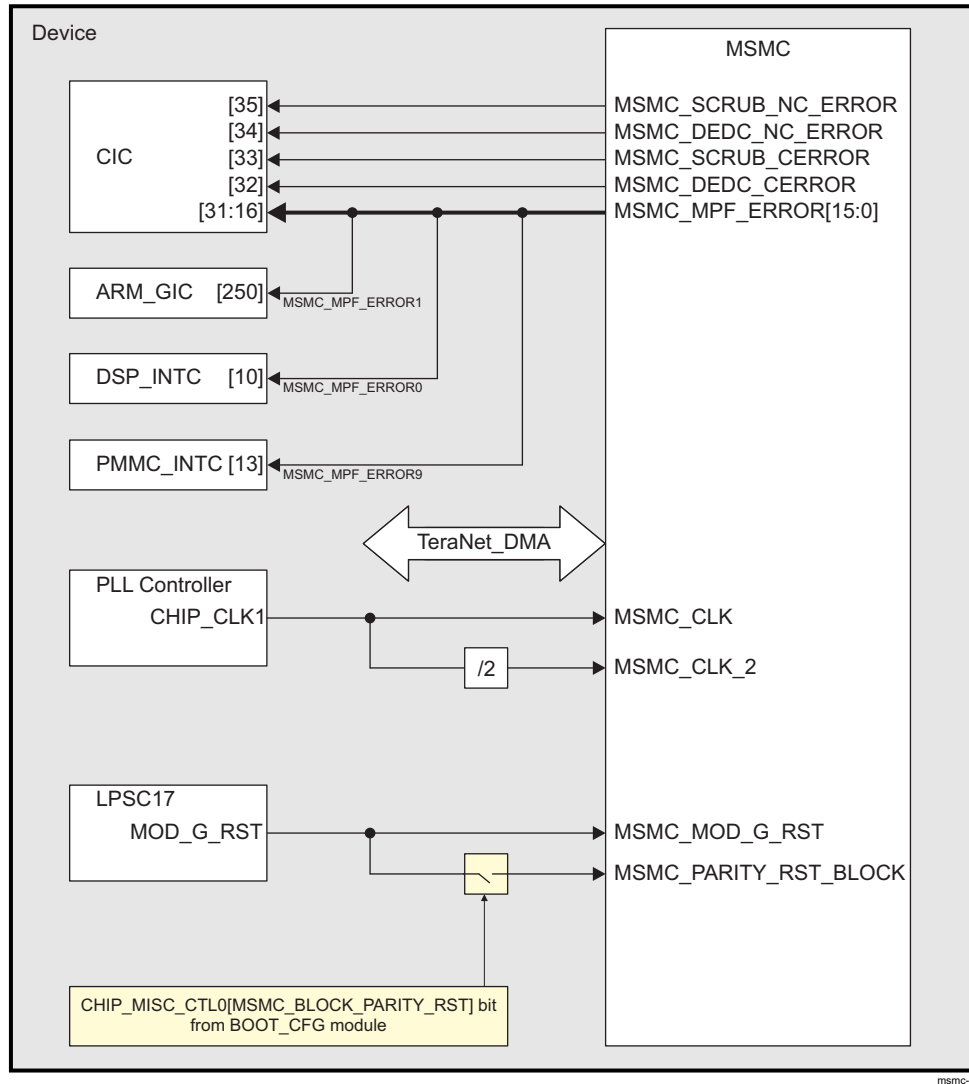 Device
MSMC
CIC
[35]
[34]
[33]
[32]
[31:16]
MSMC_SCRUB_NC_ERROR
MSMC_DEDC_NC_ERROR
MSMC_SCRUB_CERROR
MSMC_DEDC_CERROR
MSMC_MPF_ERROR[15:0]
ARM_GIC [250]
MSMC_MPF_ERROR1
DSP_INTC [10]
MSMC_MPF_ERROR0
PMMC_INTC [13]
MSMC_MPF_ERROR9
TeraNet_DMA
PLL Controller
CHIP_CLK1
MSMC_CLK
/2
MSMC_CLK_2
LPSC17
MOD_G_RST
MSMC_MOD_G_RST
MSMC_PARITY_RST_BLOCK
CHIP_MISC_CTL0[MSMC_BLOCK_PARITY_RST] bit
from BOOT_CFG module
msmc-